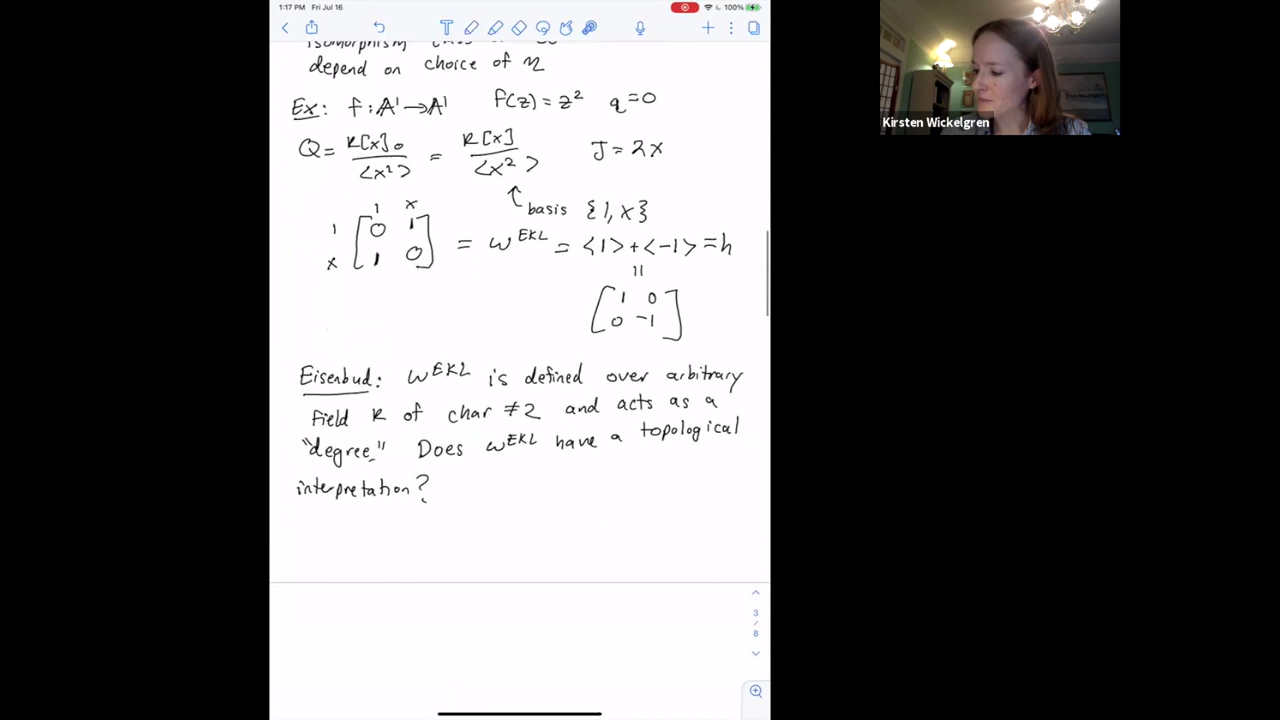 1:17 PM Fri Jul 16
100%
depend on choice of η
Ex: f: A¹ → A¹ f(z) = z² q=0
Q = k[x]₀ / <x²> = k[x] / <x²> J = 2x
basis {1, x}
1 x
1 [0 1
x 1 0] = ω^EKL = <1> + <-1> = h
=
[1 0
0 -1]
Eisenbud: ω^EKL is defined over arbitrary
field k of char ≠ 2 and acts as a
"degree." Does ω^EKL have a topological
interpretation?
3
/
8
Kirsten Wickelgren